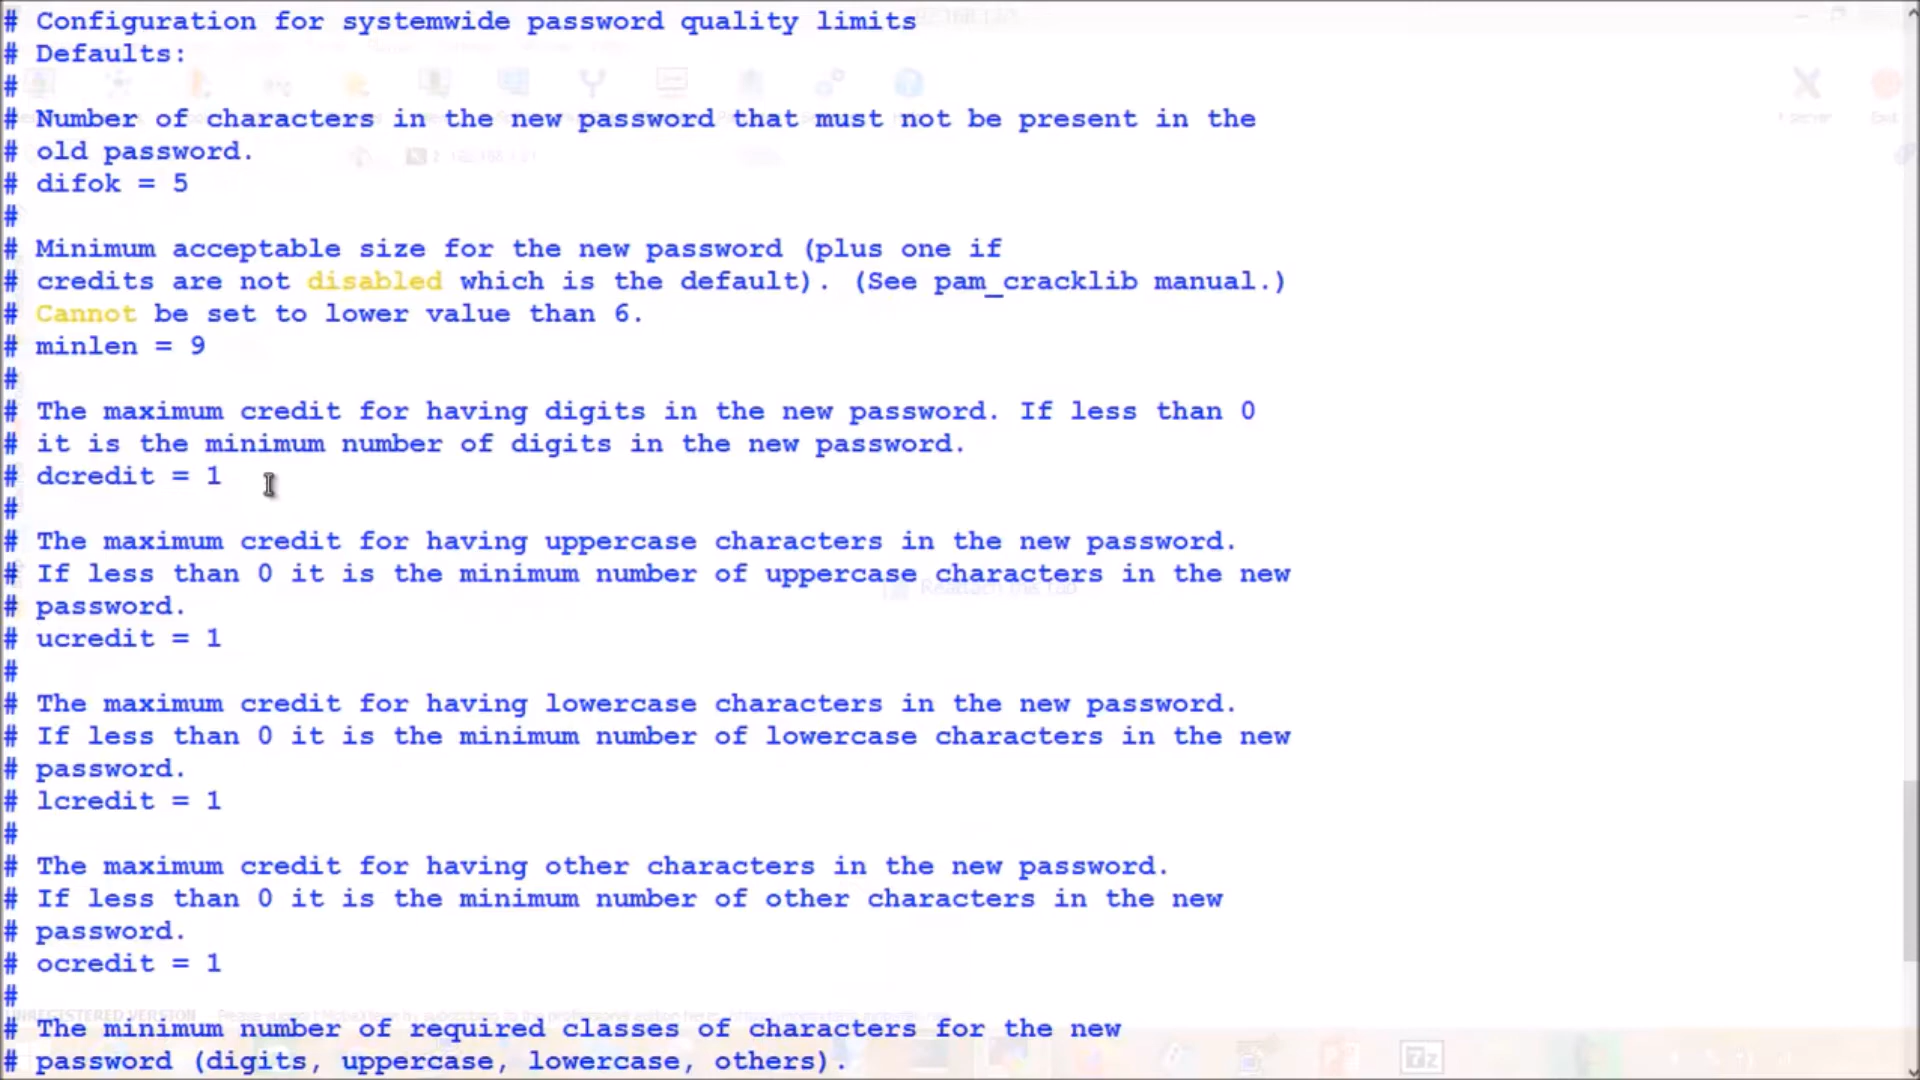 # Configuration for systemwide password quality limits
# Defaults:
#
# Number of characters in the new password that must not be present in the
# old password.
# difok = 5
#
# Minimum acceptable size for the new password (plus one if
# credits are not disabled which is the default). (See pam_cracklib manual.)
# Cannot be set to lower value than 6.
# minlen = 9
#
# The maximum credit for having digits in the new password. If less than 0
# it is the minimum number of digits in the new password.
# dcredit = 1
#
# The maximum credit for having uppercase characters in the new password.
# If less than 0 it is the minimum number of uppercase characters in the new
# password.
# ucredit = 1
#
# The maximum credit for having lowercase characters in the new password.
# If less than 0 it is the minimum number of lowercase characters in the new
# password.
# lcredit = 1
#
# The maximum credit for having other characters in the new password.
# If less than 0 it is the minimum number of other characters in the new
# password.
# ocredit = 1
#
# The minimum number of required classes of characters for the new
# password (digits, uppercase, lowercase, others).